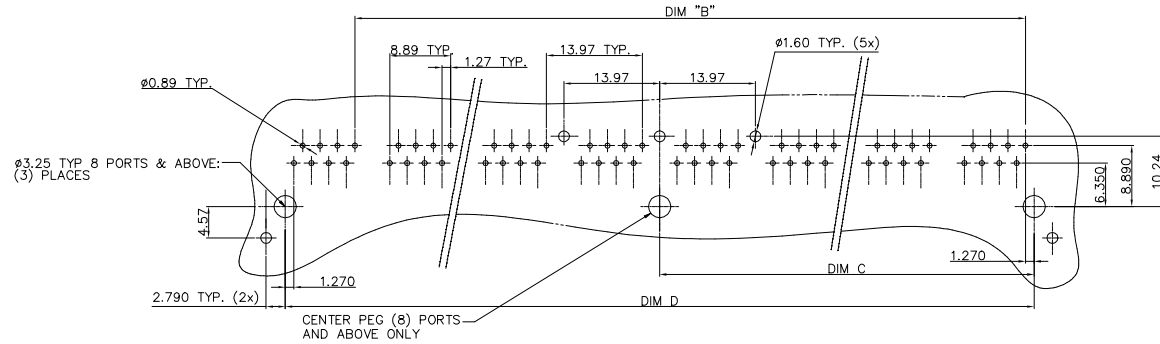 DIM "B"
8.89 TYP.
13.97 TYP.
ø1.60 TYP. (5x)
1.27 TYP.
13.97
13.97
ø0.89 TYP.
ø3.25 TYP 8 PORTS & ABOVE:
(3) PLACES
4.57
6.350
8.890
10.24
1.270
1.270
DIM C
2.790 TYP. (2x)
DIM D
CENTER PEG (8) PORTS
AND ABOVE ONLY